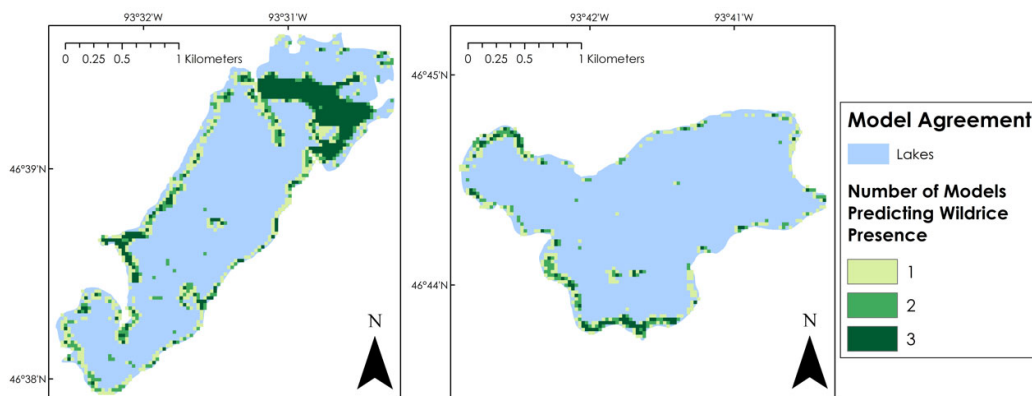 93°32'W 93°31'W
0 0.25 0.5 1 Kilometers
46°39'N
46°38'N
N
93°42'W 93°41'W
0 0.25 0.5 1 Kilometers
46°45'N
46°44'N
N
Model Agreement
Lakes
Number of Models
Predicting Wildrice
Presence
1
2
3